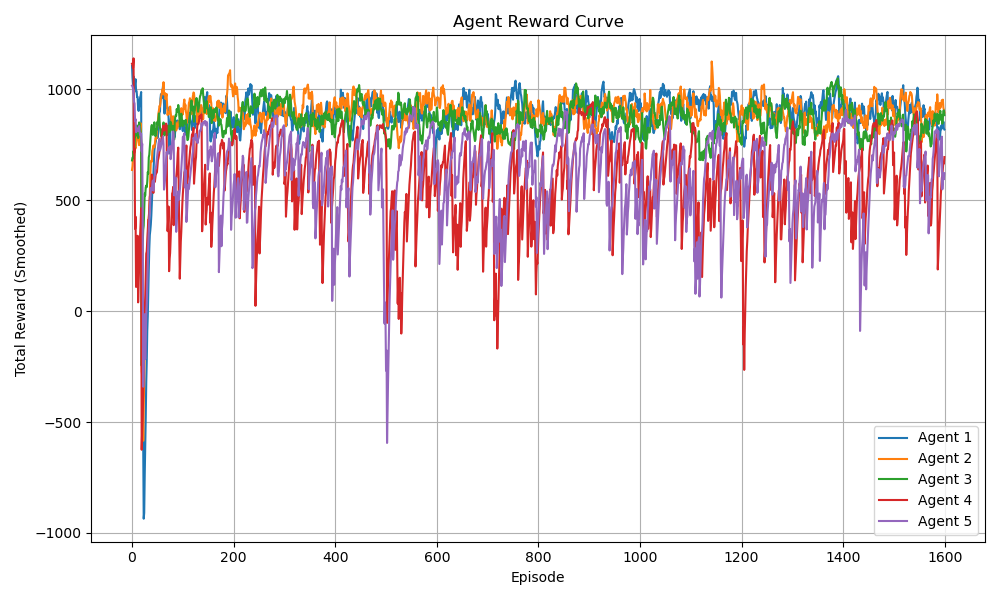 Agent Reward Curve
Total Reward (Smoothed)
1000
500
0
−500
−1000
0 200 400 600 800 1000 1200 1400 1600
Episode
Agent 1
Agent 2
Agent 3
Agent 4
Agent 5